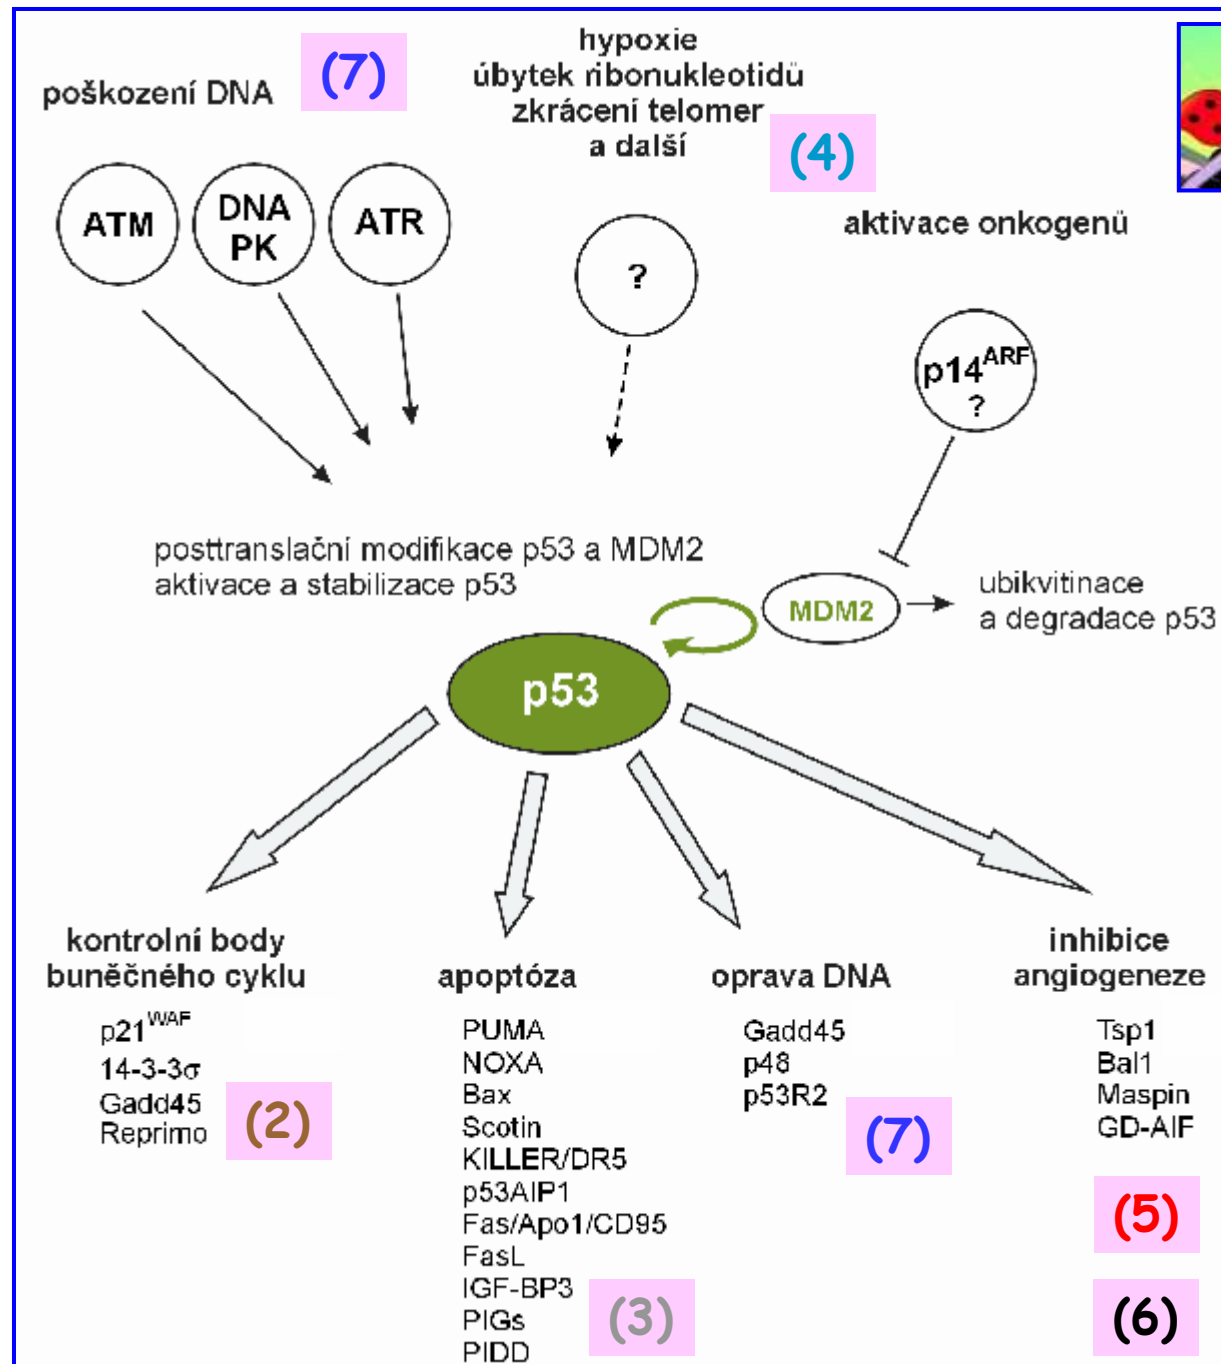 poškození DNA
(7)
hypoxie
úbytek ribonukleotidů
zkrácení telomer
a další
(4)
aktivace onkogenů
ATM
DNA
PK
ATR
?
p14ARF
?
posttranslační modifikace p53 a MDM2
aktivace a stabilizace p53
MDM2
ubikvitinace
a degradace p53
p53
kontrolní body
buněčného cyklu
p21WAF
14-3-3σ
Gadd45
Reprimo
(2)
apoptóza
PUMA
NOXA
Bax
Scotin
KILLER/DR5
p53AIP1
Fas/Apo1/CD95
FasL
IGF-BP3
PIGs
PIDD
(3)
oprava DNA
Gadd45
p48
p53R2
(7)
inhibice
angiogeneze
Tsp1
Bal1
Maspin
GD-AIF
(5)
(6)